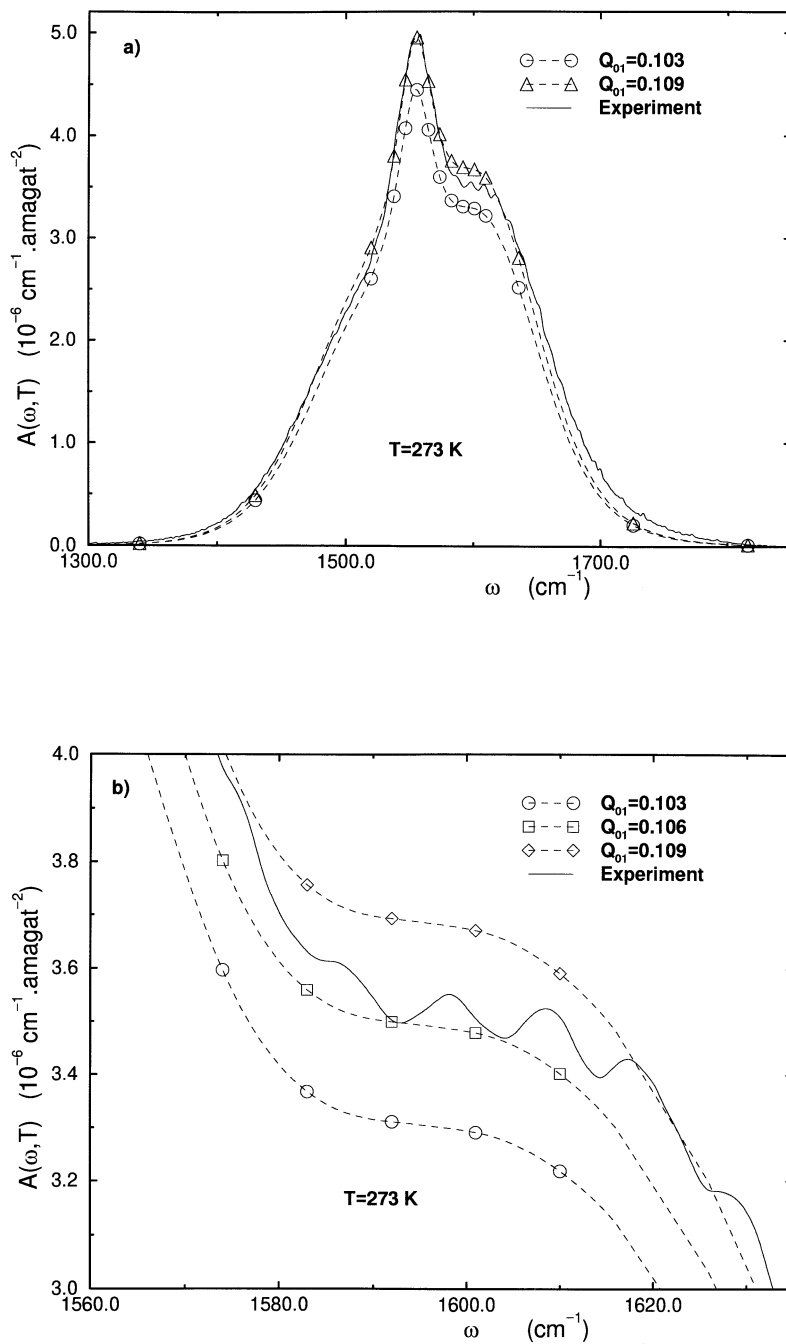 a)
Q₀₁=0.103
Q₀₁=0.109
Experiment
5.0
4.0
3.0
2.0
1.0
0.0
A(ω,T) (10⁻⁶ cm⁻¹.amagat⁻²)
T=273 K
1300.0 1500.0 1700.0
ω (cm⁻¹)
b)
Q₀₁=0.103
Q₀₁=0.106
Q₀₁=0.109
Experiment
4.0
3.8
3.6
3.4
3.2
3.0
A(ω,T) (10⁻⁶ cm⁻¹.amagat⁻²)
T=273 K
1560.0 1580.0 1600.0 1620.0
ω (cm⁻¹)